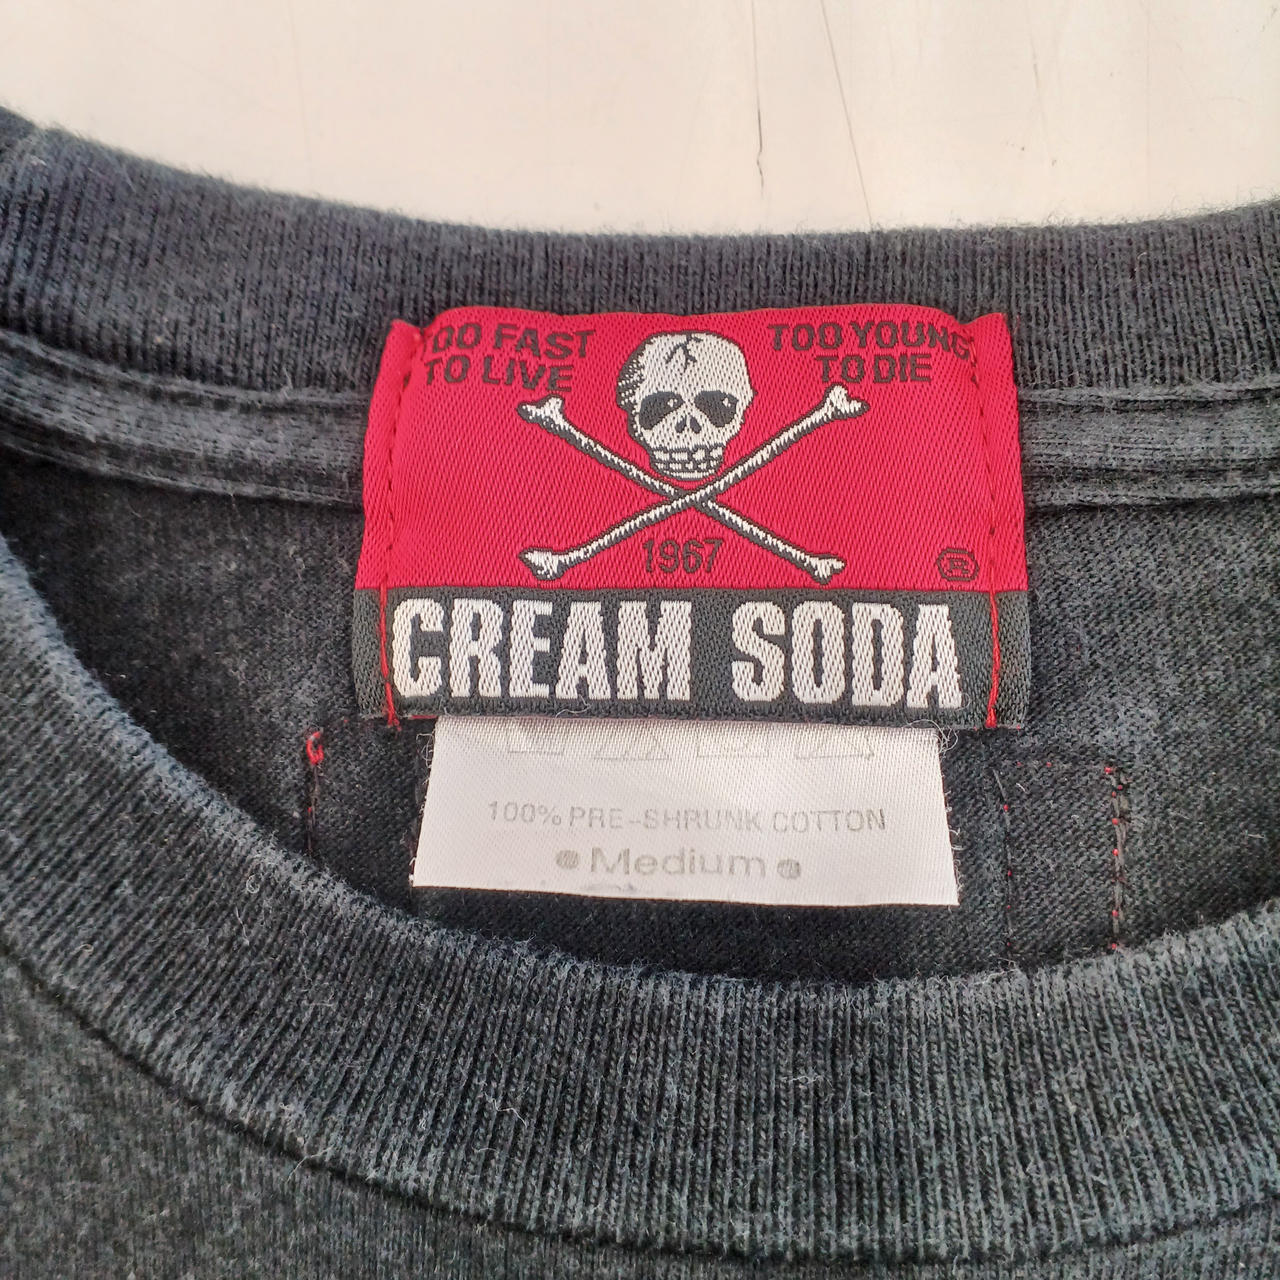 TOO FAST
TO LIVE
TOO YOUNG
TO DIE
1967
®
CREAM SODA
100% PRE-SHRUNK COTTON
Medium